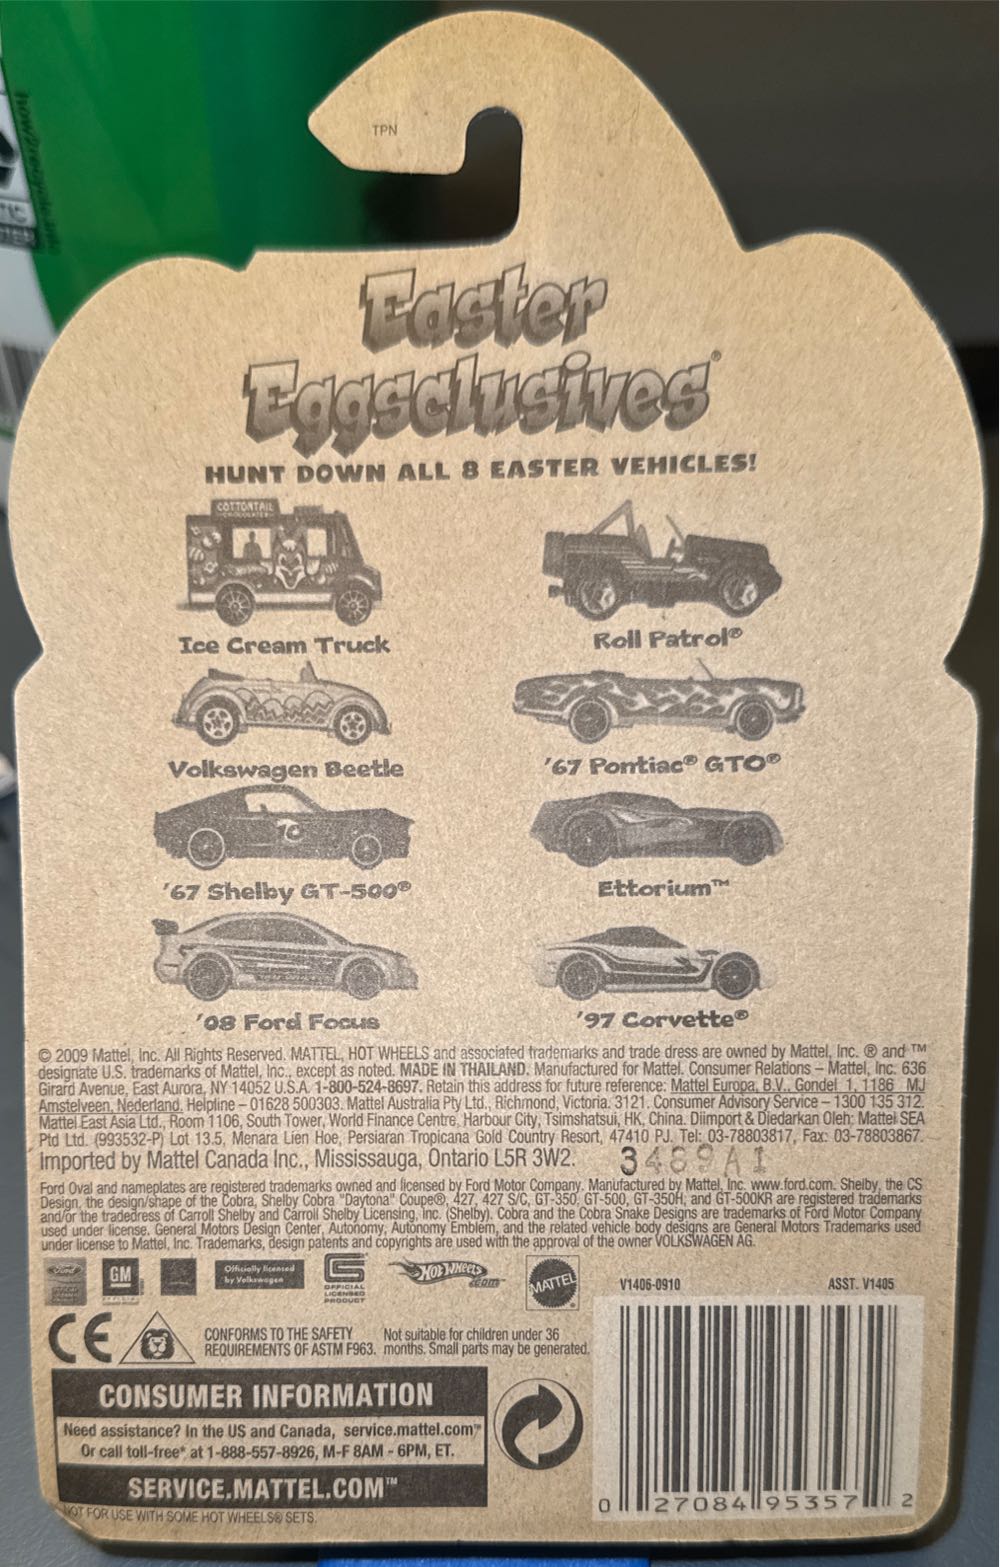 TPN
Easter
Eggsclusives®
HUNT DOWN ALL 8 EASTER VEHICLES!
COTTONTAIL
Ice Cream Truck
Roll Patrol®
Volkswagen Beetle
'67 Pontiac® GTO®
'67 Shelby GT-500®
Ettorium™
'08 Ford Focus
'97 Corvette®
© 2009 Mattel, Inc. All Rights Reserved. MATTEL, HOT WHEELS and associated trademarks and trade dress are owned by Mattel, Inc. ® and ™
designate U.S. trademarks of Mattel, Inc., except as noted. MADE IN THAILAND. Manufactured for Mattel. Consumer Relations – Mattel, Inc. 636
Girard Avenue, East Aurora, NY 14052 U.S.A. 1-800-524-8697. Retain this address for future reference: Mattel Europa, B.V., Gondel 1, 1186 MJ
Amstelveen, Nederland. Helpline – 01628 500303. Mattel Australia Pty Ltd., Richmond, Victoria. 3121. Consumer Advisory Service – 1300 135 312.
Mattel East Asia Ltd., Room 1106, South Tower, World Finance Centre, Harbour City, Tsimshatsui, HK, China. Diimport & Diedarkan Oleh: Mattel SEA
Ptd Ltd. (993532-P) Lot 13.5, Menara Lien Hoe, Persiaran Tropicana Gold Country Resort, 47410 PJ. Tel: 03-78803817, Fax: 03-78803867.
Imported by Mattel Canada Inc., Mississauga, Ontario L5R 3W2. 3489A1
Ford Oval and nameplates are registered trademarks owned and licensed by Ford Motor Company. Manufactured by Mattel, Inc. www.ford.com. Shelby, the CS
Design, the design/shape of the Cobra, Shelby Cobra "Daytona" Coupe®, 427, 427 S/C, GT-350, GT-500, GT-350H, and GT-500KR are registered trademarks
and/or the tradedress of Carroll Shelby and Carroll Shelby Licensing, Inc. (Shelby). Cobra and the Cobra Snake Designs are trademarks of Ford Motor Company
used under license. General Motors Design Center, Autonomy, Autonomy Emblem, and the related vehicle body designs are General Motors Trademarks used
under license to Mattel, Inc. Trademarks, design patents and copyrights are used with the approval of the owner VOLKSWAGEN AG.
Ford
GM
Officially licensed
by Volkswagen
OFFICIAL
LICENSED
PRODUCT
HOT WHEELS
.com
MATTEL
V1406-0910
ASST. V1405
CE
CONFORMS TO THE SAFETY
REQUIREMENTS OF ASTM F963.
Not suitable for children under 36
months. Small parts may be generated.
CONSUMER INFORMATION
Need assistance? In the US and Canada, service.mattel.com™
Or call toll-free* at 1-888-557-8926, M-F 8AM - 6PM, ET.
SERVICE.MATTEL.COM™
NOT FOR USE WITH SOME HOT WHEELS® SETS.
0 27084 95357 2